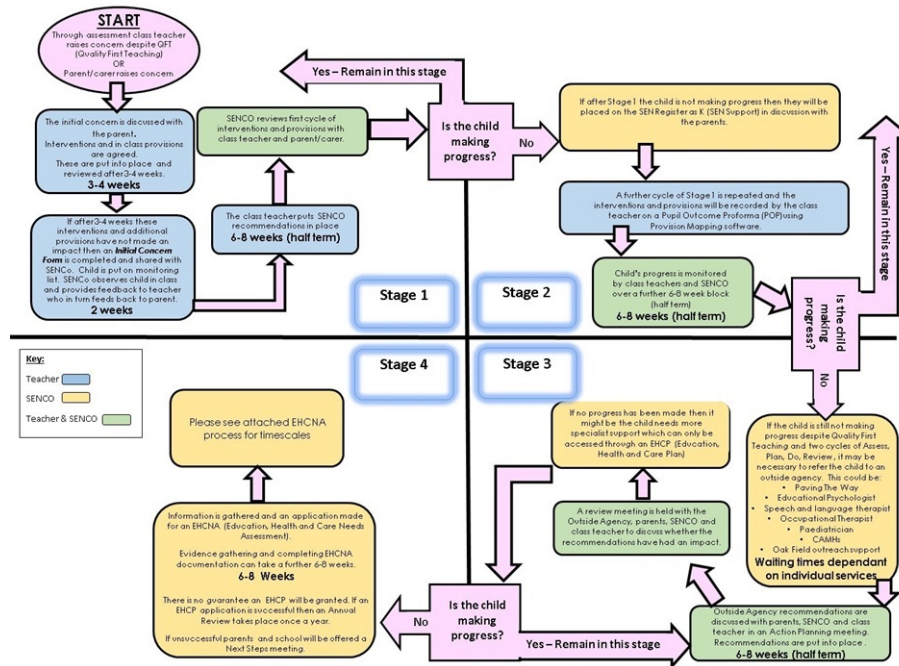 START
Through assessment class teacher
raises concern despite QFT
(Quality First Teaching)
OR
Parent/carer raises concern
The initial concern is discussed with
the parent.
Interventions and in class provisions
are agreed.
These are put into place and
reviewed after 3-4 weeks.
3-4 weeks
If after 3-4 weeks these
interventions and additional
provisions have not made an
impact then an Initial Concern
Form is completed and shared with
SENCo. Child is put on monitoring
list. SENCo observes child in class
and provides feedback to teacher
who in turn feeds back to parent.
2 weeks
The class teacher puts SENCO
recommendations in place
6-8 weeks (half term)
SENCO reviews first cycle of
interventions and provisions with
class teacher and parent/carer.
Is the child
making
progress?
Yes – Remain in this stage
No
Stage 1
Stage 2
If after Stage 1 the child is not making progress then they will be
placed on the SEN Register as K (SEN Support) in discussion with
the parents.
A further cycle of Stage 1 is repeated and the
interventions and provisions will be recorded by the class
teacher on a Pupil Outcome Proforma (POP) using
Provision Mapping software.
Child's progress is monitored
by class teachers and SENCO
over a further 6-8 week block
(half term)
6-8 weeks (half term)
Is the child
making
progress?
Yes – Remain in this stage
No
Stage 4
Stage 3
If the child is still not making
progress despite Quality First
Teaching and two cycles of Assess,
Plan, Do, Review, it may be
necessary to refer the child to an
outside agency. This could be:
• Paving The Way
• Educational Psychologist
• Speech and language therapist
• Occupational Therapist
• Paediatrician
• CAMHs
• Oak Field outreach support
Waiting times dependant
on individual services
Outside Agency recommendations are
discussed with parents, SENCO and class
teacher in an Action Planning meeting.
Recommendations are put into place .
6-8 weeks (half term)
A review meeting is held with the
Outside Agency, parents, SENCO and
class teacher to discuss whether the
recommendations have had an impact.
If no progress has been made then it
might be the child needs more
specialist support which can only be
accessed through an EHCP (Education,
Health and Care Plan)
Is the child
making
progress?
Yes – Remain in this stage
No
Information is gathered and an application made
for an EHCNA (Education, Health and Care Needs
Assessment).
Evidence gathering and completing EHCNA
documentation can take a further 6-8 weeks.
6-8 Weeks
There is no guarantee an EHCP will be granted. If an
EHCP application is successful then an Annual
Review takes place once a year.
If unsuccessful parents and school will be offered a
Next Steps meeting.
Please see attached EHCNA
process for timescales
Key:
Teacher
SENCO
Teacher & SENCO